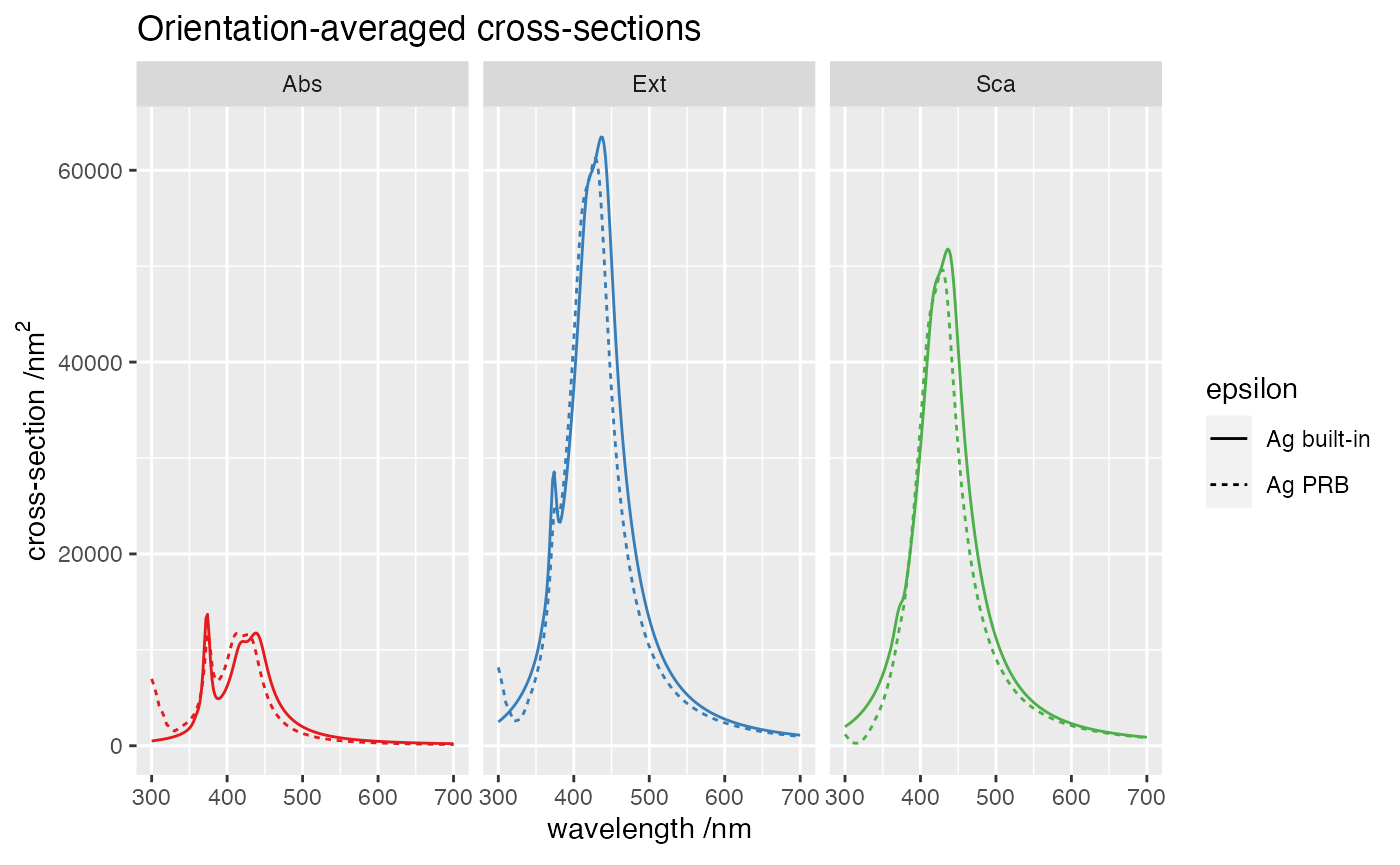 Orientation-averaged cross-sections
Abs
Ext
Sca
60000
40000
20000
0
cross-section /nm²
300 400 500 600 700
300 400 500 600 700
300 400 500 600 700
wavelength /nm
epsilon
Ag built-in
Ag PRB